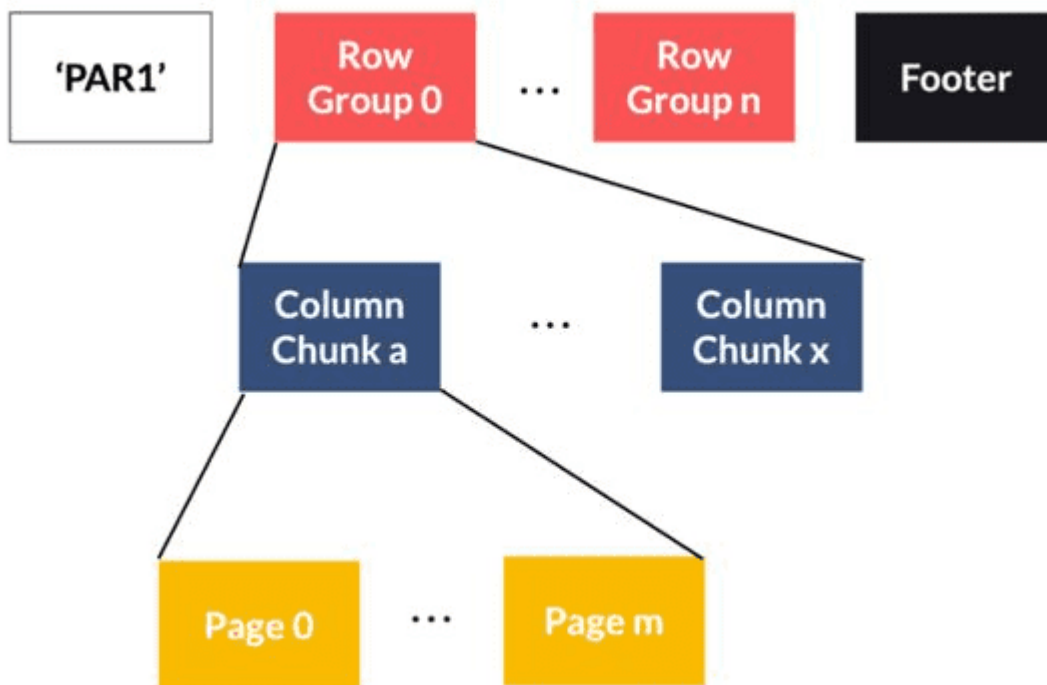 ‘PAR1’
Row
Group 0
...
Row
Group n
Footer
Column
Chunk a
...
Column
Chunk x
Page 0
...
Page m